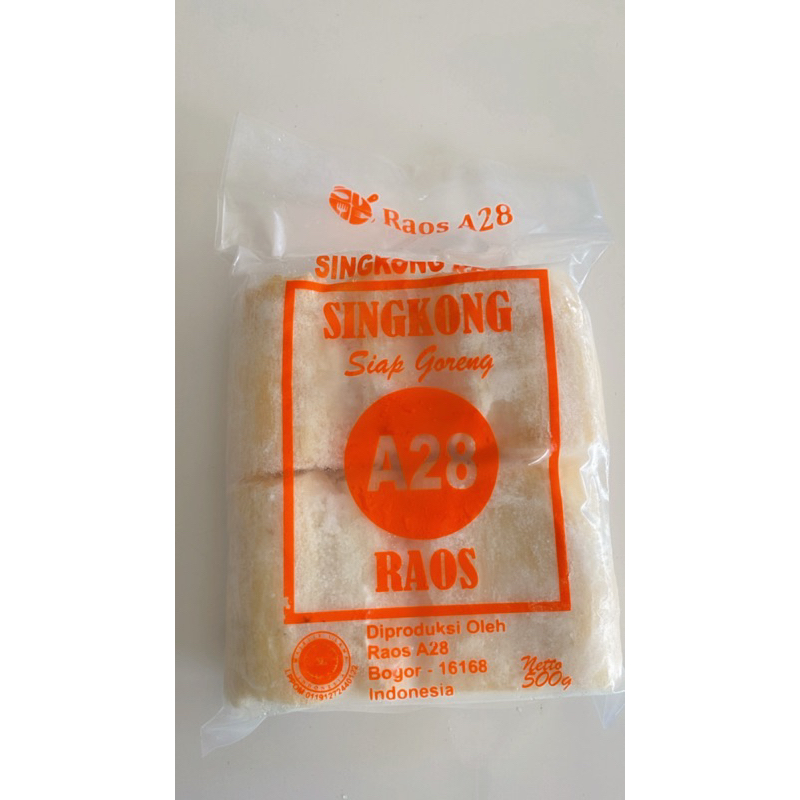 Raos A28
SINGKONG
SINGKONG
Siap Goreng
A28
RAOS
Diproduksi Oleh
Raos A28
Bogor - 16168
Indonesia
Netto
500g